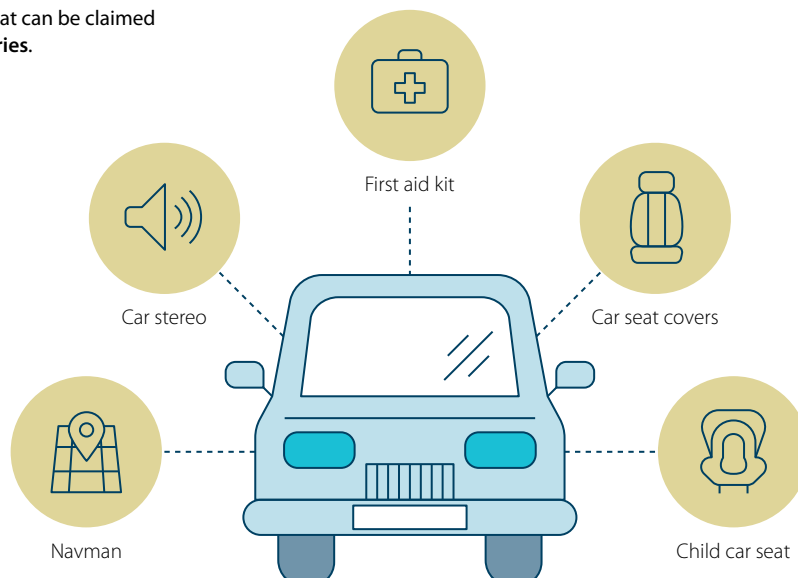 at can be claimed
ries.
First aid kit
Car stereo
Car seat covers
Navman
Child car seat